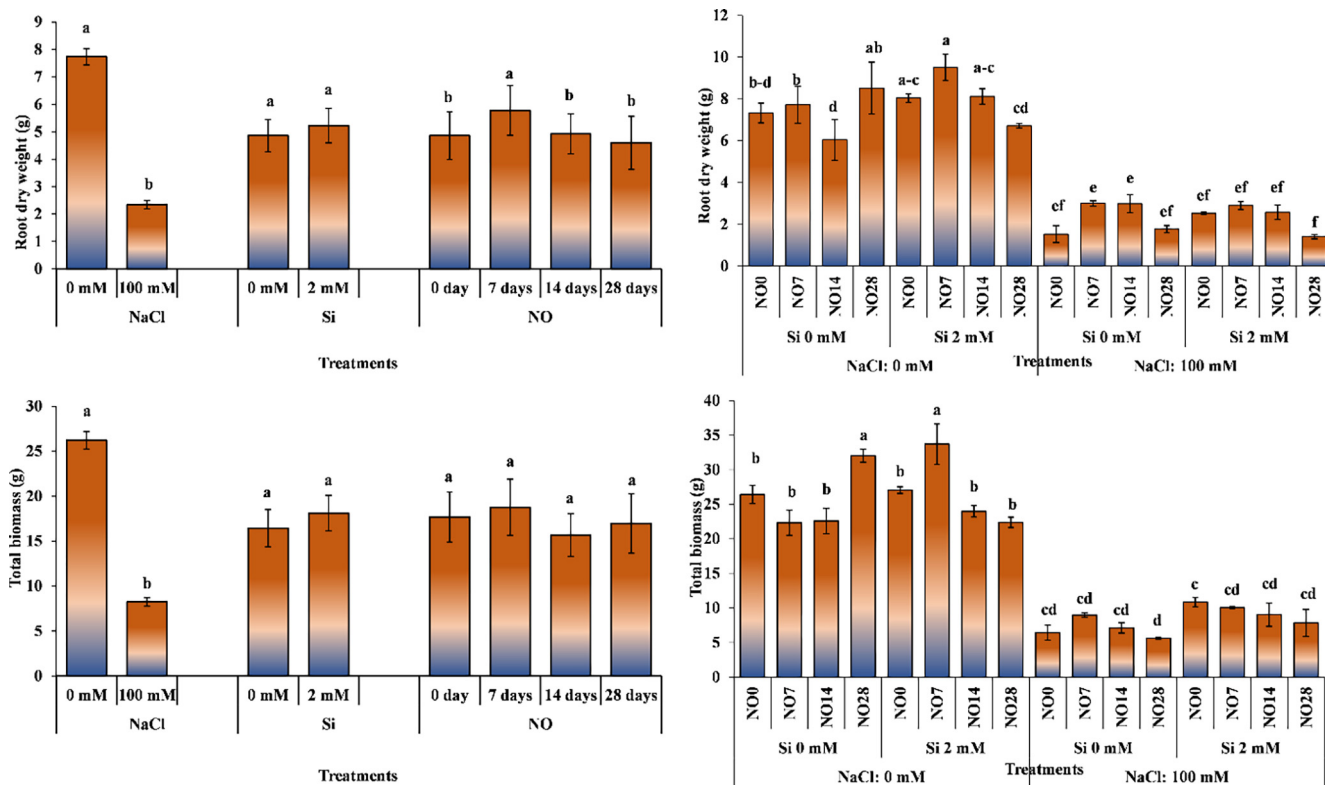 Root dry weight (g)
9
8
7
6
5
4
3
2
1
0
a
b
a
a
b
a
b
b
0 mM
100 mM
0 mM
2 mM
0 day
7 days
14 days
28 days
NaCl
Si
NO
Treatments
Root dry weight (g)
12
10
8
6
4
2
0
b-d
b
d
ab
a-c
a
a-c
cd
ef
e
e
ef
ef
ef
ef
f
NO0
NO7
NO14
NO28
NO0
NO7
NO14
NO28
NO0
NO7
NO14
NO28
NO0
NO7
NO14
NO28
Si 0 mM
Si 2 mM
Si 0 mM
Si 2 mM
NaCl: 0 mM
Treatments
NaCl: 100 mM
Total biomass (g)
30
25
20
15
10
5
0
a
b
a
a
a
a
a
a
0 mM
100 mM
0 mM
2 mM
0 day
7 days
14 days
28 days
NaCl
Si
NO
Treatments
Total biomass (g)
40
35
30
25
20
15
10
5
0
b
b
b
a
b
a
b
b
cd
cd
cd
d
c
cd
cd
cd
NO0
NO7
NO14
NO28
NO0
NO7
NO14
NO28
NO0
NO7
NO14
NO28
NO0
NO7
NO14
NO28
Si 0 mM
Si 2 mM
Si 0 mM
Si 2 mM
NaCl: 0 mM
Treatments
NaCl: 100 mM